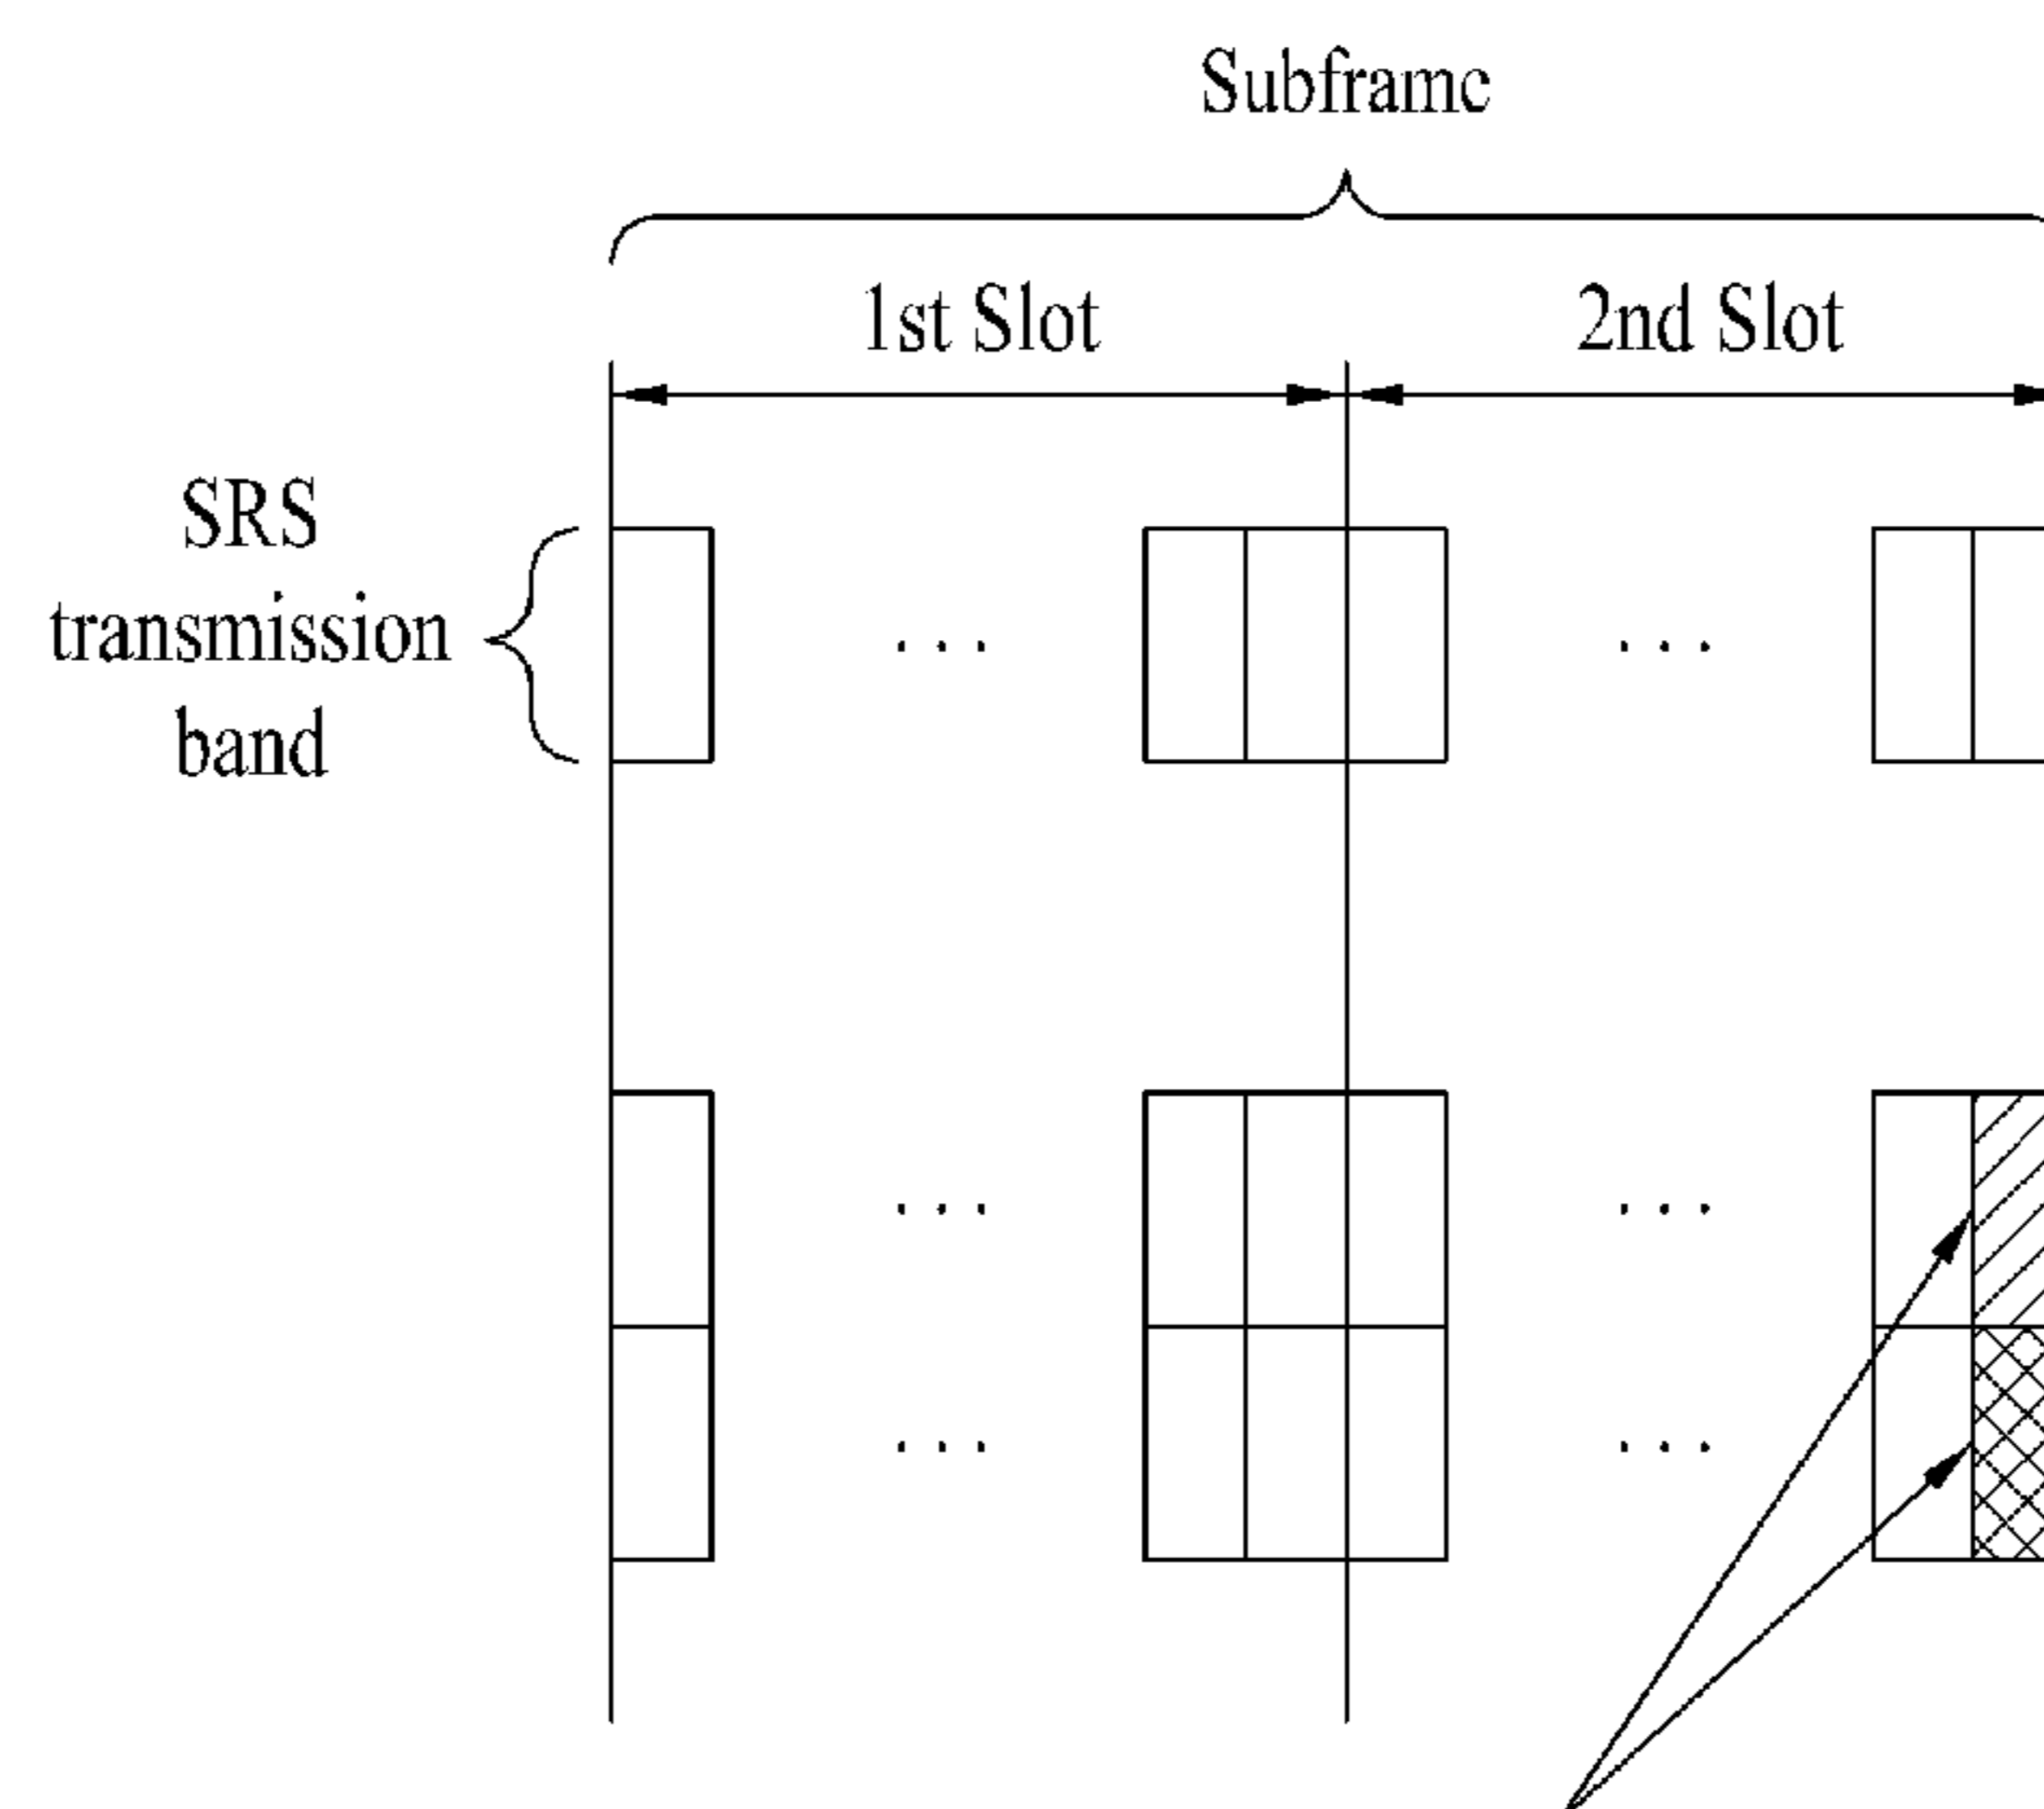 Subframe
1st Slot
2nd Slot
SRS
transmission
band